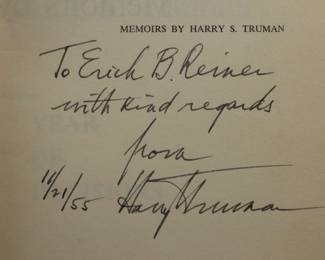 MEMOIRS BY HARRY S. TRUMAN
To Erich B. Reiner
with kind regards
from
11/21/55 Harry Truman